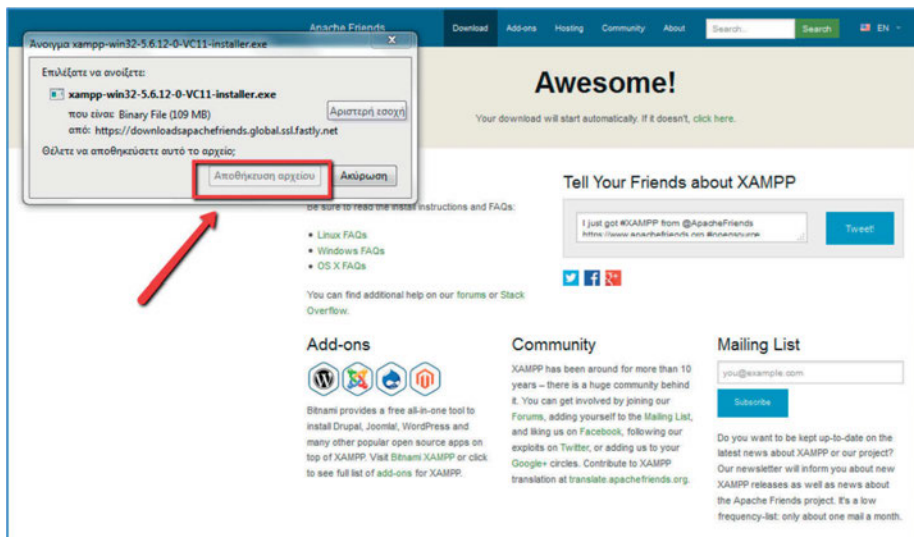 Apache Friends
Download Add-ons Hosting Community About Search... Search EN
Άνοιγμα xampp-win32-5.6.12-0-VC11-installer.exe
x
Επιλέξατε να ανοίξετε:
xampp-win32-5.6.12-0-VC11-installer.exe
που είναι: Binary File (109 MB)
Αριστερή εσοχή
από: https://downloadsapachefriends.global.ssl.fastly.net
Θέλετε να αποθηκεύσετε αυτό το αρχείο;
Αποθήκευση αρχείου Ακύρωση
Awesome!
Your download will start automatically. If it doesn't, click here.
Be sure to read the install instructions and FAQs:
• Linux FAQs
• Windows FAQs
• OS X FAQs
You can find additional help on our forums or Stack
Overflow.
Tell Your Friends about XAMPP
I just got #XAMPP from @ApacheFriends
https://www.apachefriends.org #opensource
Tweet!
Add-ons
Bitnami provides a free all-in-one tool to
install Drupal, Joomla!, WordPress and
many other popular open source apps on
top of XAMPP. Visit Bitnami XAMPP or click
to see full list of add-ons for XAMPP.
Community
XAMPP has been around for more than 10
years – there is a huge community behind
it. You can get involved by joining our
Forums, adding yourself to the Mailing List,
and liking us on Facebook, following our
exploits on Twitter, or adding us to your
Google+ circles. Contribute to XAMPP
translation at translate.apachefriends.org.
Mailing List
you@example.com
Subscribe
Do you want to be kept up-to-date on the
latest news about XAMPP or our project?
Our newsletter will inform you about new
XAMPP releases as well as news about
the Apache Friends project. It's a low
frequency-list: only about one mail a month.